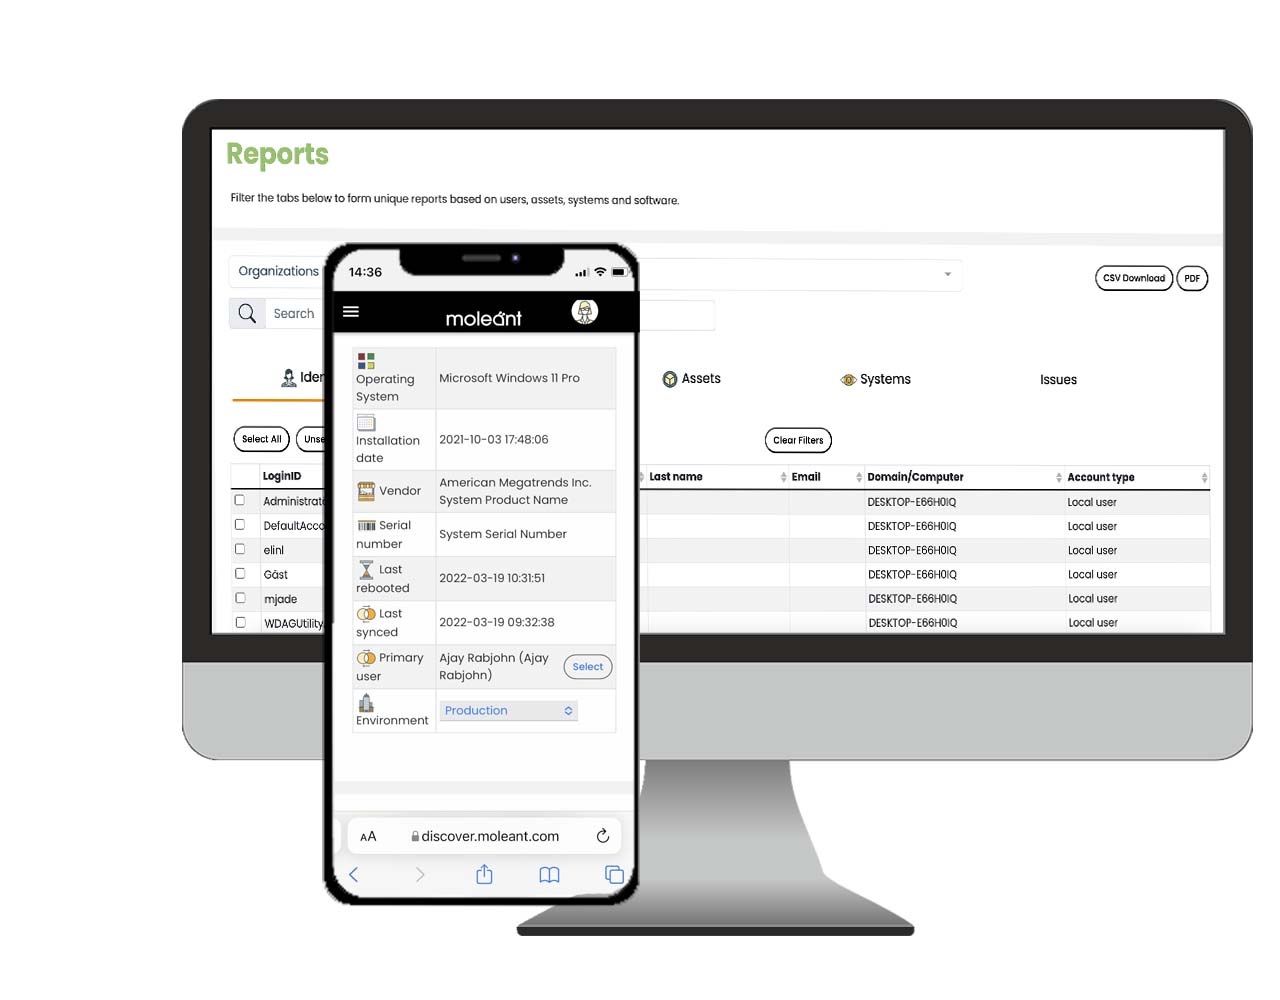 Reports
Filter the tabs below to form unique reports based on users, assets, systems and software.
Organizations
CSV Download
PDF
Search
Assets
Systems
Issues
Select All
Clear Filters
LoginID
Last name
Email
Domain/Computer
Account type
DESKTOP-E66H0IQ
Local user
DESKTOP-E66H0IQ
Local user
elinl
DESKTOP-E66H0IQ
Local user
Gäst
DESKTOP-E66H0IQ
Local user
mjade
DESKTOP-E66H0IQ
Local user
DESKTOP-E66H0IQ
Local user
14:36
moleant
Operating
System
Microsoft Windows 11 Pro
Installation
date
2021-10-03 17:48:06
Vendor
American Megatrends Inc.
System Product Name
Serial
number
System Serial Number
Last
rebooted
2022-03-19 10:31:51
Last
synced
2022-03-19 09:32:38
Primary
user
Ajay Rabjohn (Ajay
Rabjohn)
Select
Environment
Production
AA
discover.moleant.com